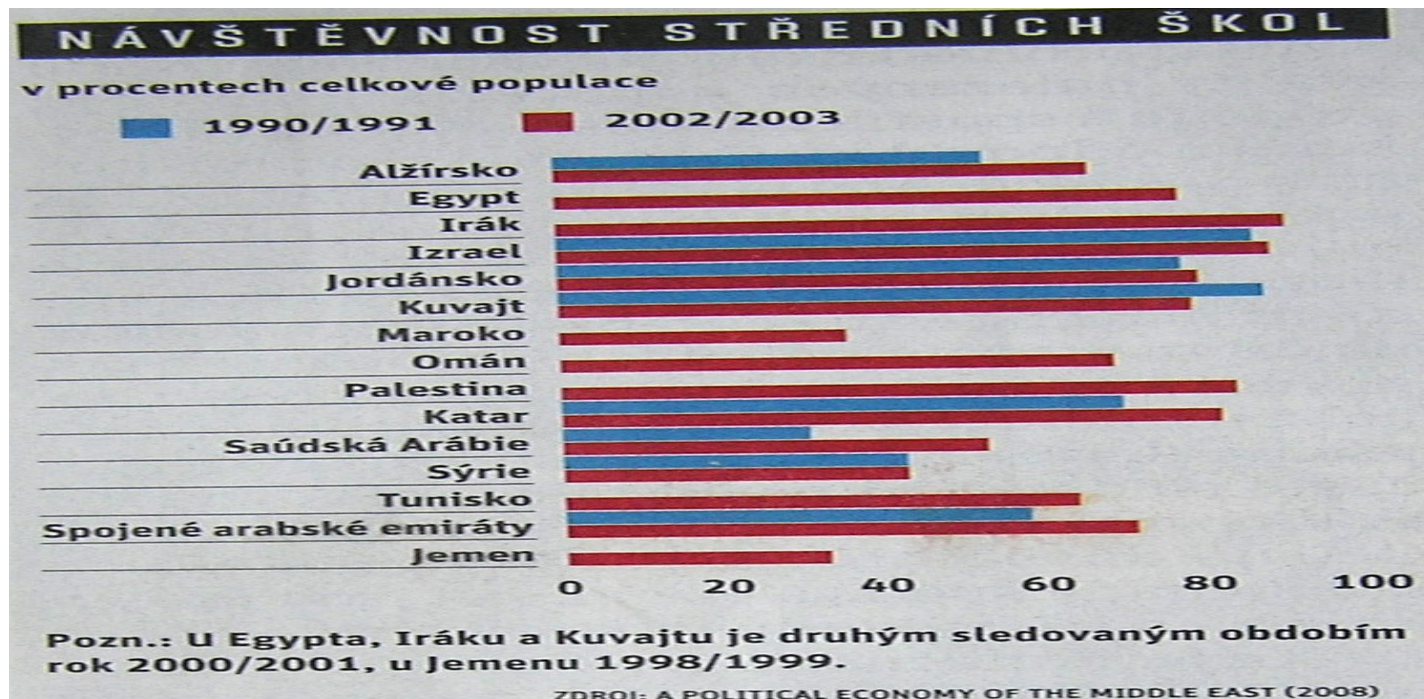 NÁVŠTĚVNOST STŘEDNÍCH ŠKOL
v procentech celkové populace
1990/1991 2002/2003
Alžírsko
Egypt
Irák
Izrael
Jordánsko
Kuvajt
Maroko
Omán
Palestina
Katar
Saúdská Arábie
Sýrie
Tunisko
Spojené arabské emiráty
Jemen
0 20 40 60 80 100
Pozn.: U Egypta, Iráku a Kuvajtu je druhým sledovaným obdobím
rok 2000/2001, u Jemenu 1998/1999.
ZDROJ: A POLITICAL ECONOMY OF THE MIDDLE EAST (2008)